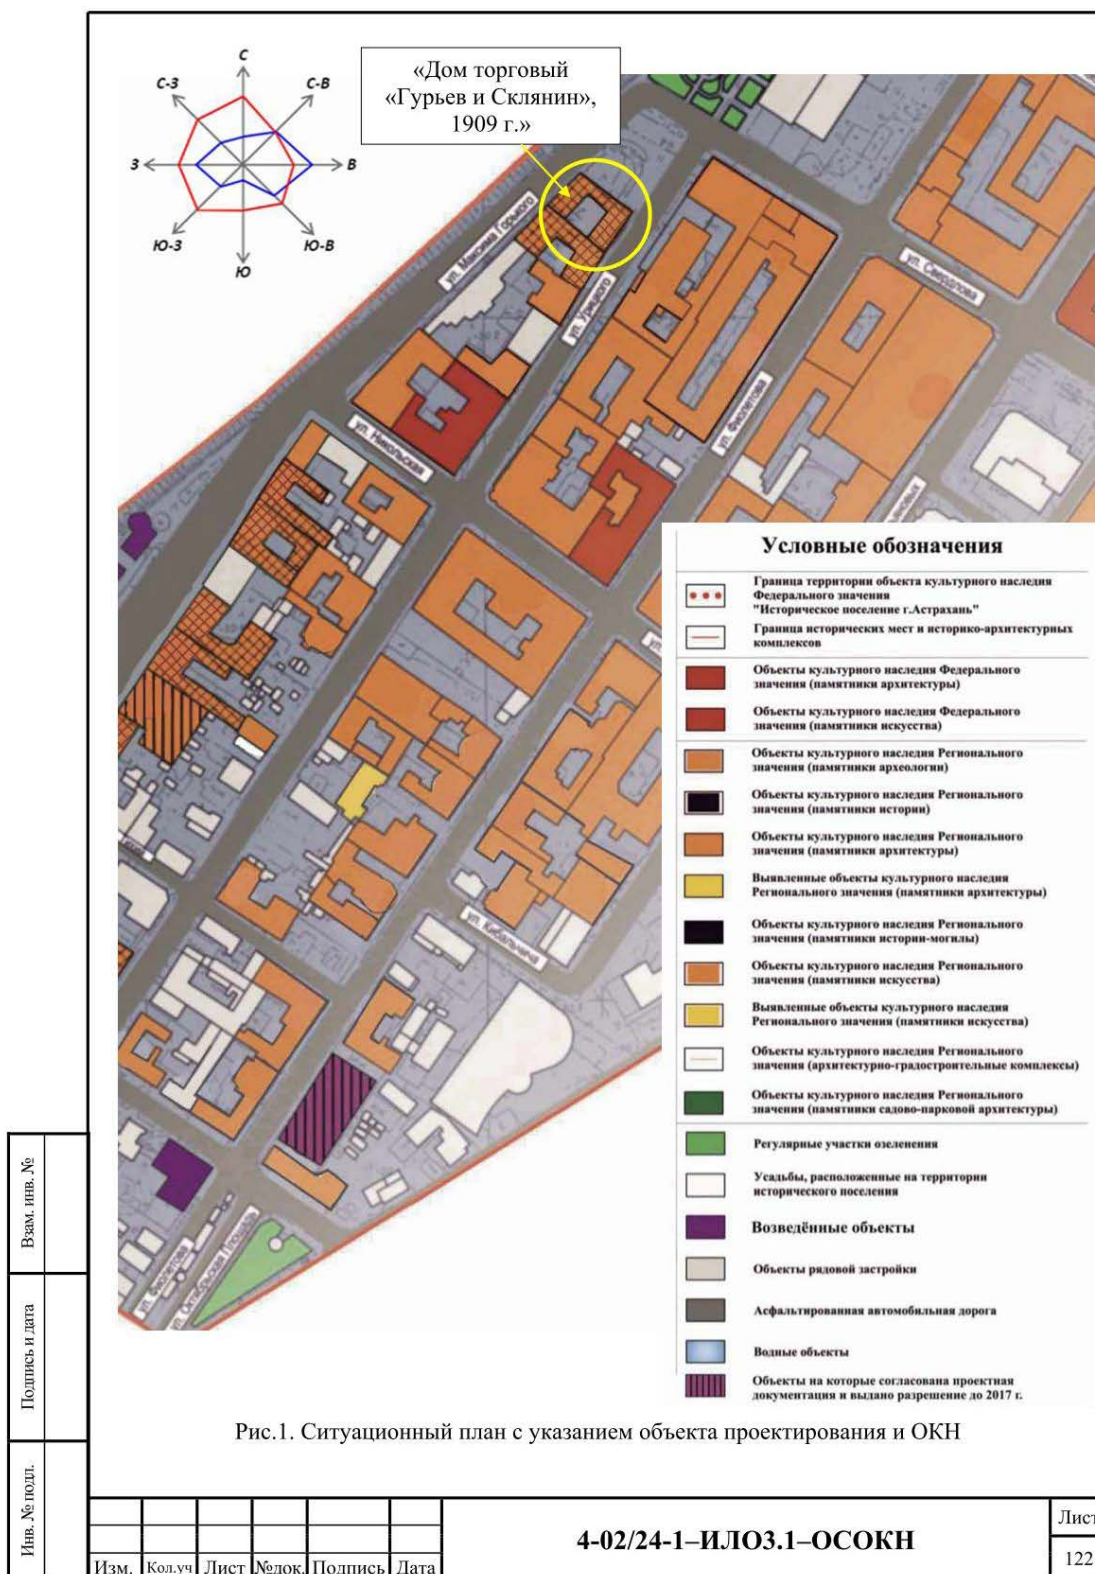 С
С-З
С-В
З
В
Ю-З
Ю-В
Ю
«Дом торговый
«Гурьев и Склянин»,
1909 г.»
ул. Максима Горького
ул. Урицкого
ул. Свердлова
ул. Никольская
ул. Фиолетова
ул. Кибальчича
ул. Фиолетова
ул. Октябрьская Площадь
Условные обозначения
Граница территории объекта культурного наследия
Федерального значения
"Историческое поселение г.Астрахань"
Граница исторических мест и историко-архитектурных
комплексов
Объекты культурного наследия Федерального
значения (памятники архитектуры)
Объекты культурного наследия Федерального
значения (памятники искусства)
Объекты культурного наследия Регионального
значения (памятники археологии)
Объекты культурного наследия Регионального
значения (памятники истории)
Объекты культурного наследия Регионального
значения (памятники архитектуры)
Выявленные объекты культурного наследия
Регионального значения (памятники архитектуры)
Объекты культурного наследия Регионального
значения (памятники истории-могилы)
Объекты культурного наследия Регионального
значения (памятники искусства)
Выявленные объекты культурного наследия
Регионального значения (памятники искусства)
Объекты культурного наследия Регионального
значения (архитектурно-градостроительные комплексы)
Объекты культурного наследия Регионального
значения (памятники садово-парковой архитектуры)
Регулярные участки озеленения
Усадьбы, расположенные на территории
исторического поселения
Возведённые объекты
Объекты рядовой застройки
Асфальтированная автомобильная дорога
Водные объекты
Объекты на которые согласована проектная
документация и выдано разрешение до 2017 г.
Рис.1. Ситуационный план с указанием объекта проектирования и ОКН
Взам. инв. №
Подпись и дата
Инв. № подл.
Изм. Кол.уч Лист №док. Подпись Дата
4-02/24-1–ИЛО3.1–ОСОКН
Лист
122